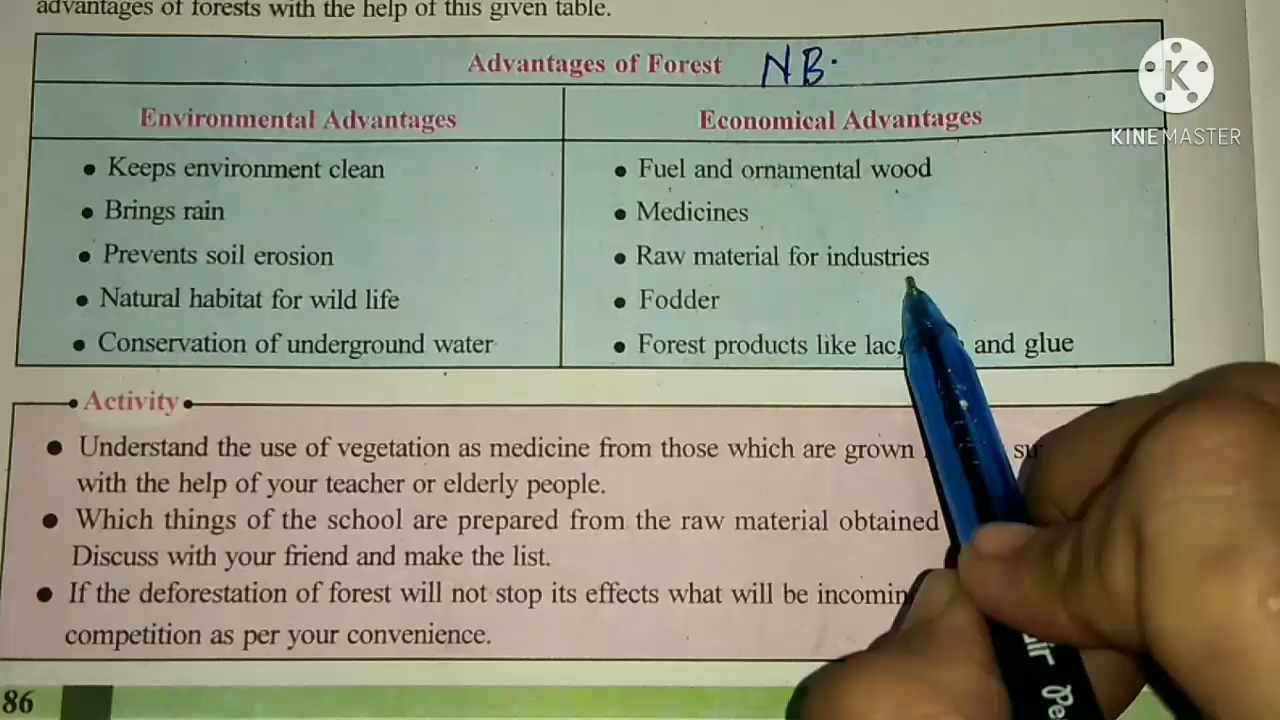 advantages of forests with the help of this given table.
Advantages of Forest NB.
Environmental Advantages
Economical Advantages
KINEMASTER
• Keeps environment clean
• Fuel and ornamental wood
• Brings rain
• Medicines
• Prevents soil erosion
• Raw material for industries
• Natural habitat for wild life
• Fodder
• Conservation of underground water
• Forest products like lac, and glue
Activity
• Understand the use of vegetation as medicine from those which are grown
with the help of your teacher or elderly people.
• Which things of the school are prepared from the raw material obtained
Discuss with your friend and make the list.
• If the deforestation of forest will not stop its effects what will be
competition as per your convenience.
86